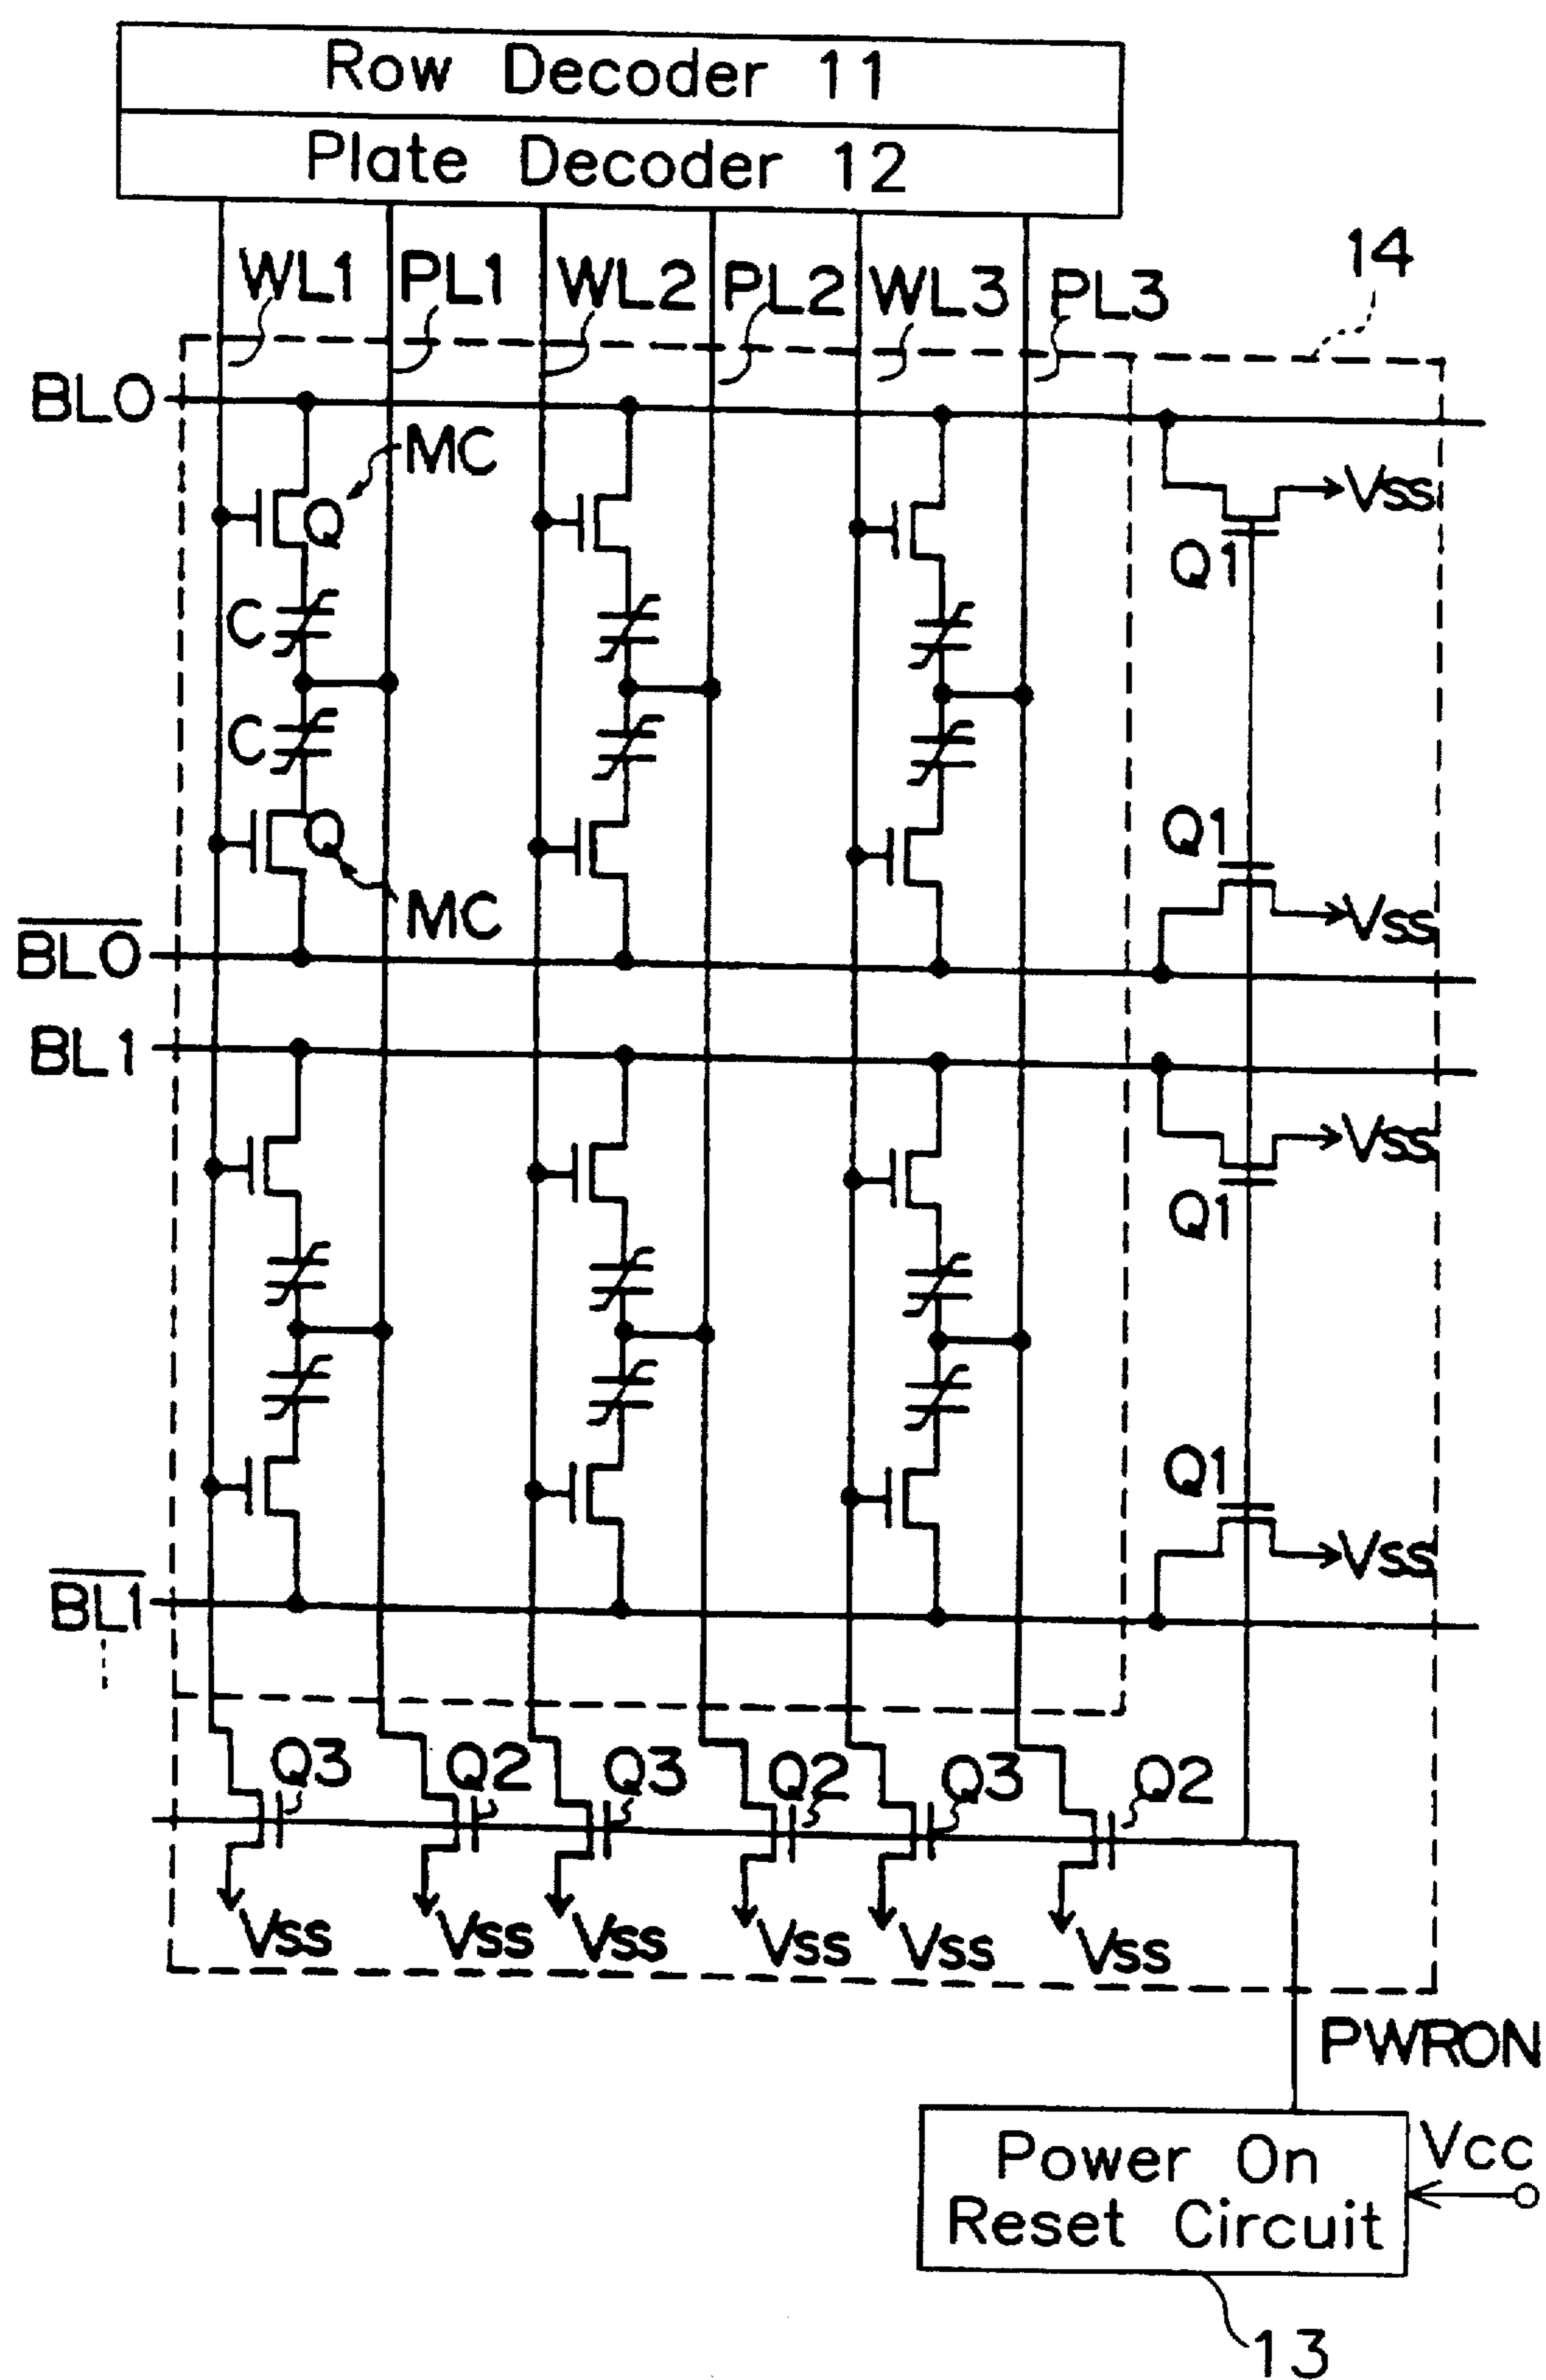 Row Decoder 11
Plate Decoder 12
WL1 PL1 WL2 PL2 WL3 PL3 14
BL0
MC
Q
Vss
Q1
C
C
Q1
Q
MC
Vss
B̅L̅0̅
BL1
Vss
Q1
Q1
Vss
B̅L̅1̅
Q3 Q2 Q3 Q2 Q3 Q2
Vss Vss Vss Vss Vss Vss
PWRON
Power On
Reset Circuit
Vcc
13